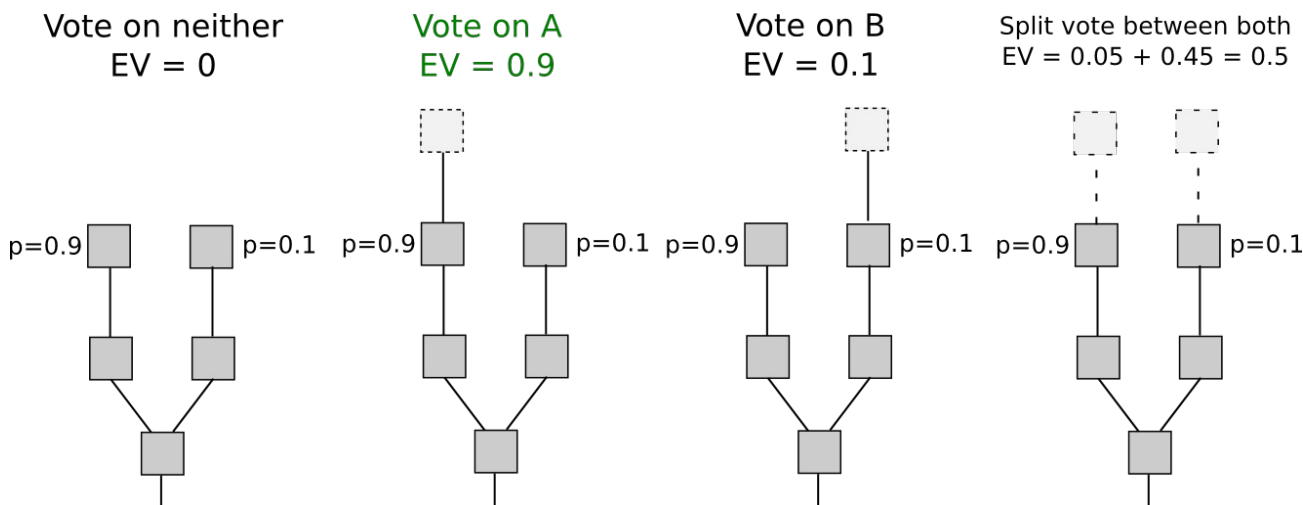 Vote on neither
EV = 0
Vote on A
EV = 0.9
Vote on B
EV = 0.1
Split vote between both
EV = 0.05 + 0.45 = 0.5
p=0.9
p=0.1
p=0.9
p=0.1
p=0.9
p=0.1
p=0.9
p=0.1